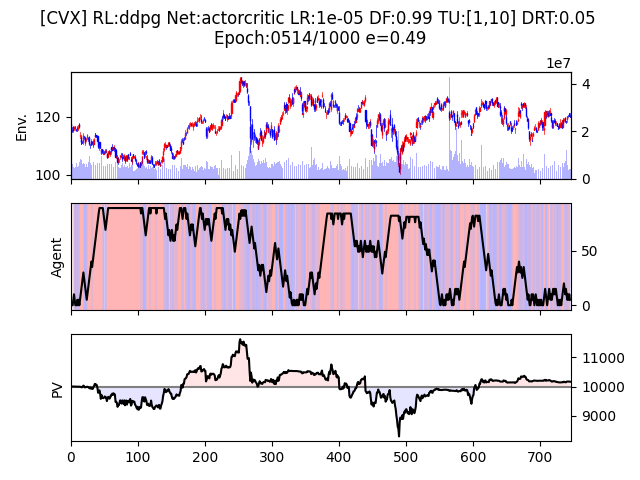 [CVX] RL:ddpg Net:actorcritic LR:1e-05 DF:0.99 TU:[1,10] DRT:0.05
Epoch:0514/1000 e=0.49
1e7
Env.
120
100
4
2
0
Agent
50
0
PV
11000
10000
9000
0 100 200 300 400 500 600 700